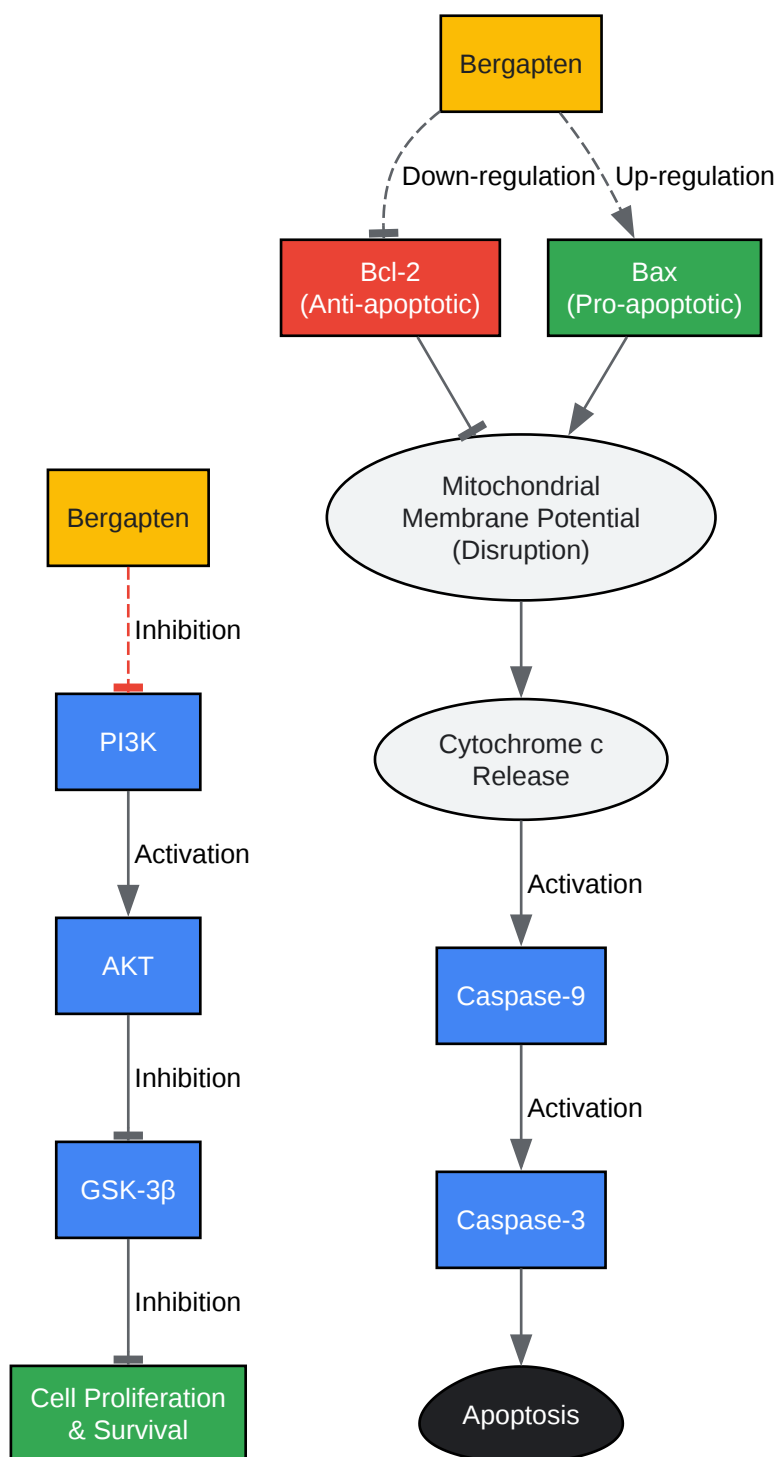 Bergapten
Down-regulation
Up-regulation
Bcl-2
(Anti-apoptotic)
Bax
(Pro-apoptotic)
Mitochondrial
Membrane Potential
(Disruption)
Cytochrome c
Release
Activation
Caspase-9
Activation
Caspase-3
Apoptosis
Bergapten
Inhibition
PI3K
Activation
AKT
Inhibition
GSK-3β
Inhibition
Cell Proliferation
& Survival